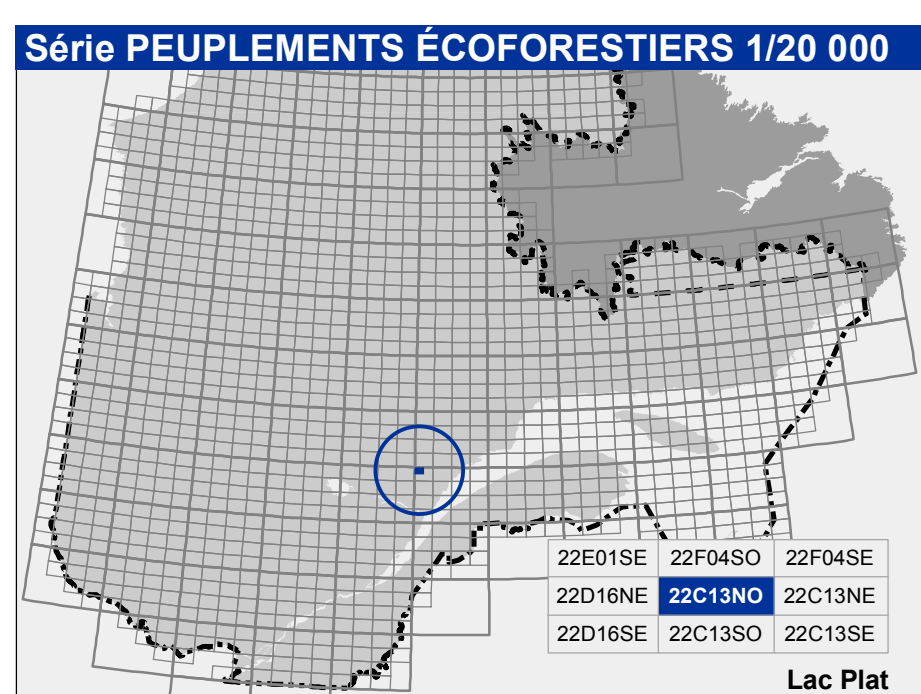 Série PEUPLEMENTS ÉCOFORESTIERS 1/20 000
22E01SE 22F04SO 22F04SE
22D16NE 22C13NO 22C13NE
22D16SE 22C13SO 22C13SE
Lac Plat